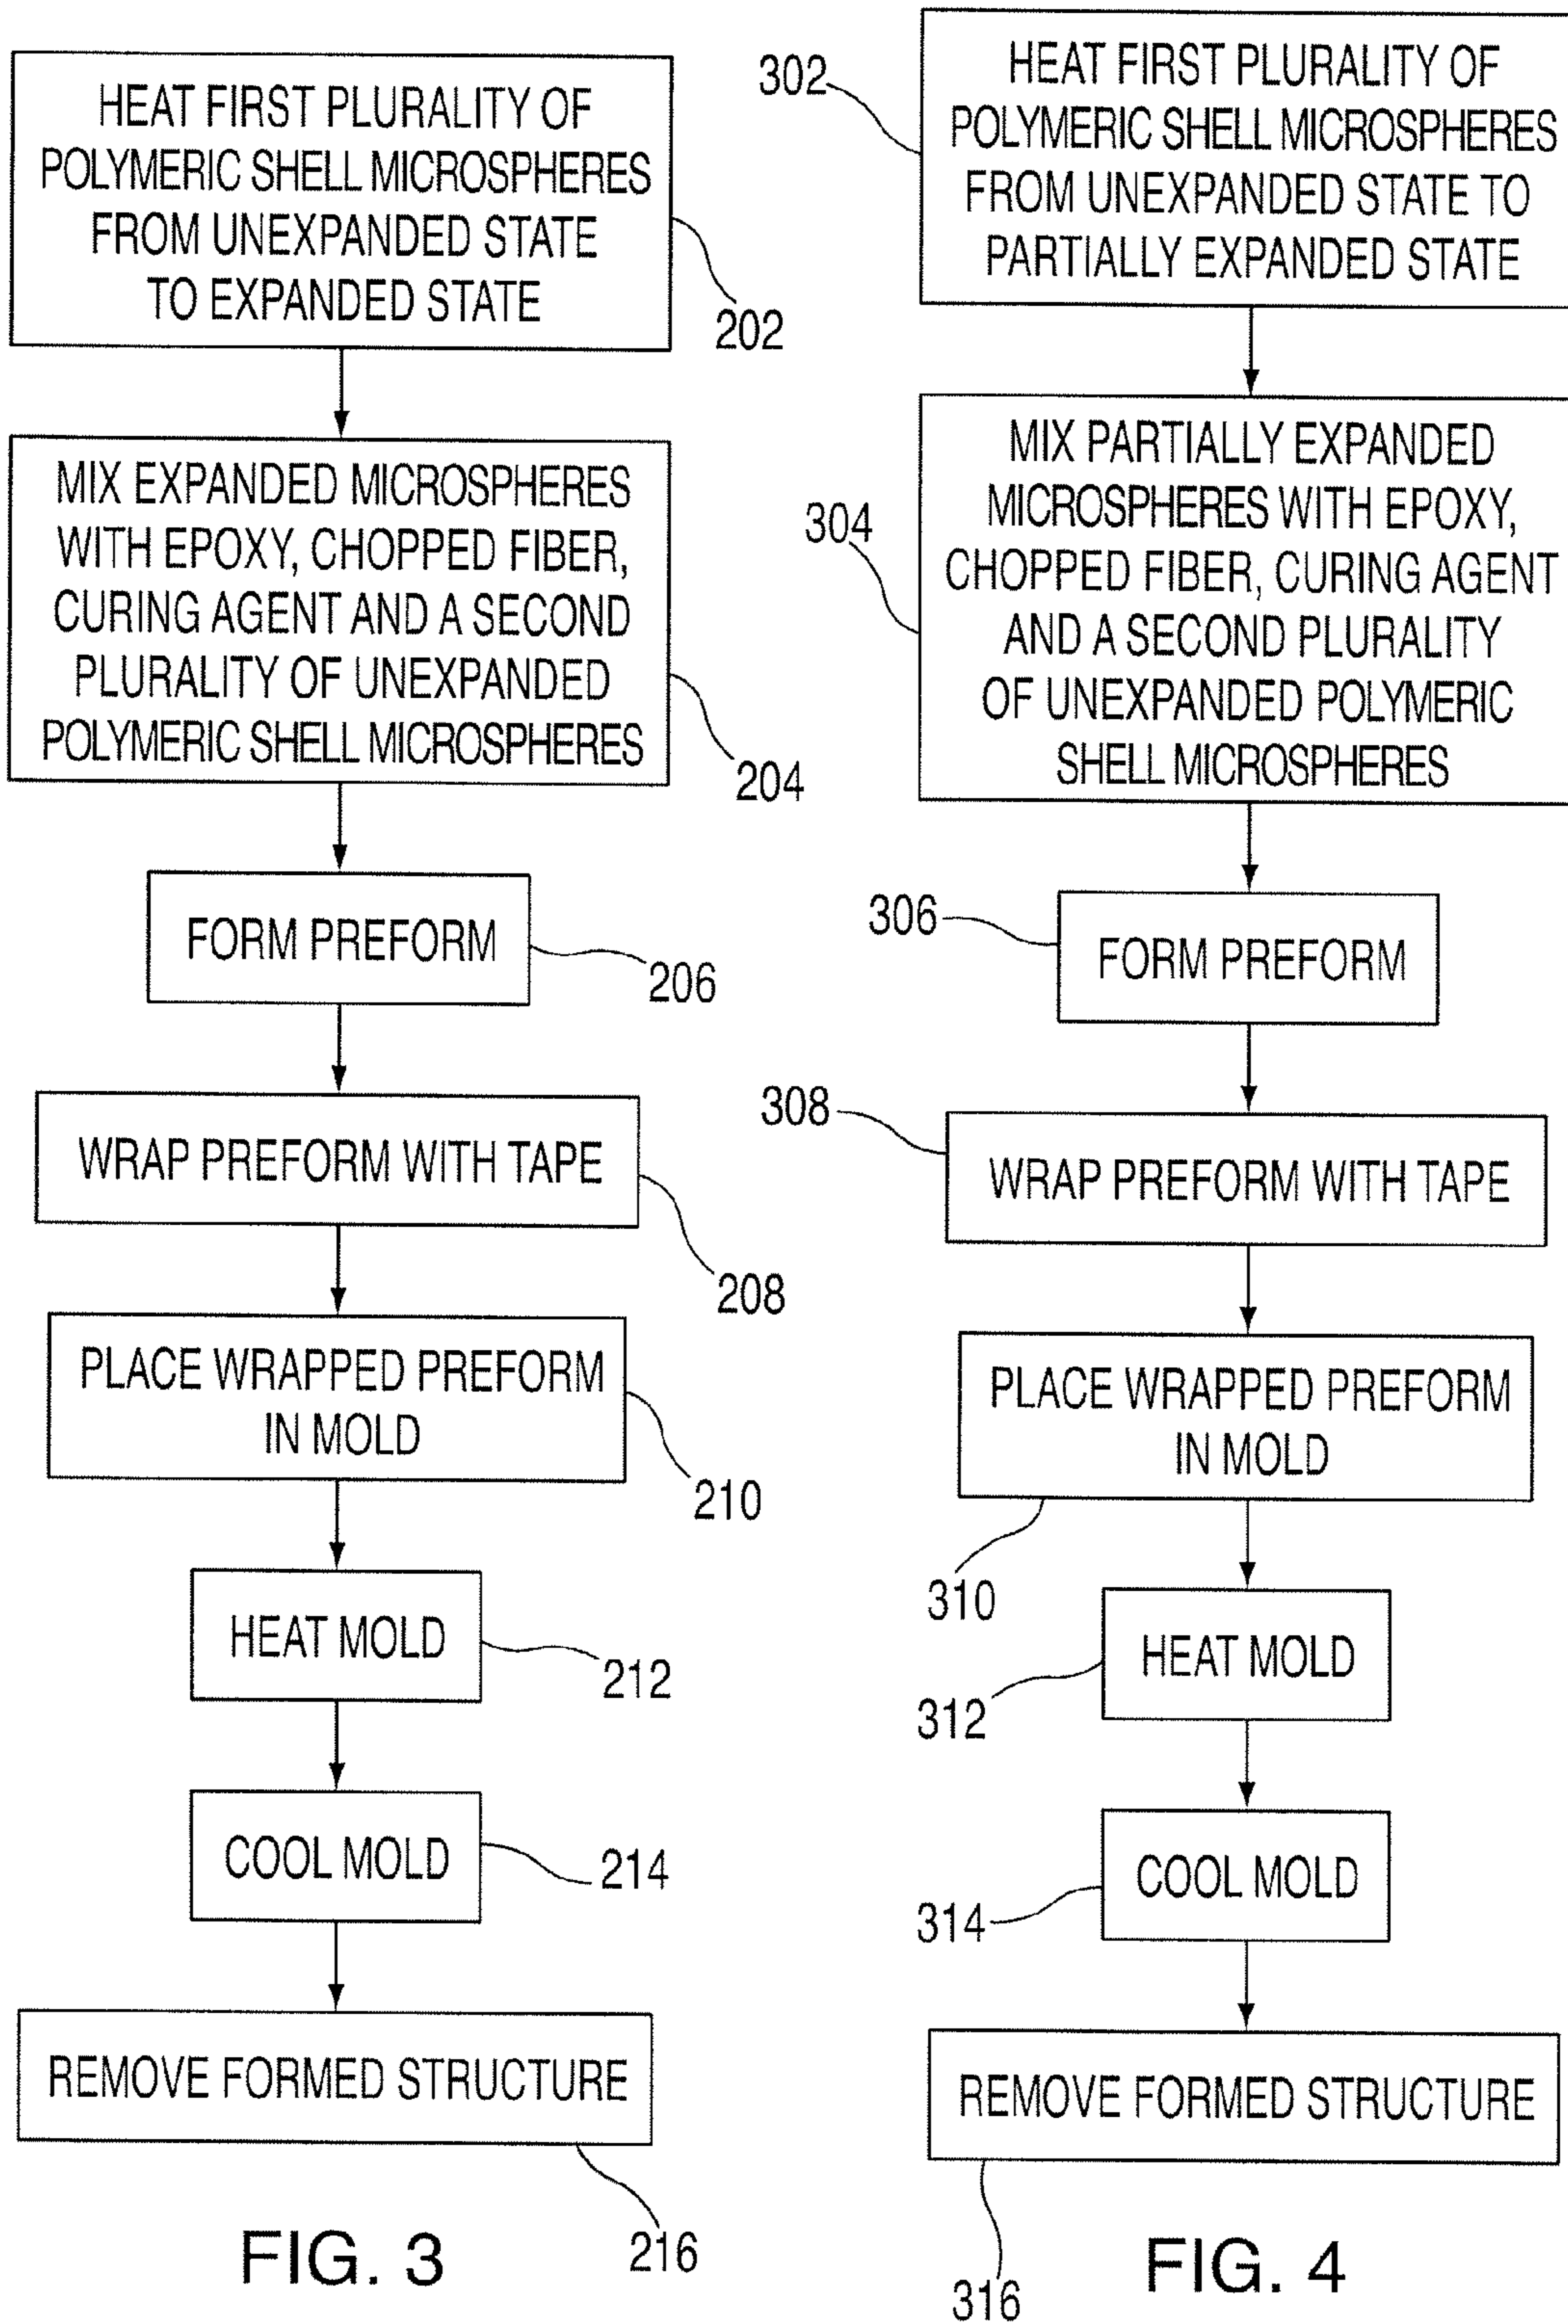 HEAT FIRST PLURALITY OF
POLYMERIC SHELL MICROSPHERES
FROM UNEXPANDED STATE
TO EXPANDED STATE
202
MIX EXPANDED MICROSPHERES
WITH EPOXY, CHOPPED FIBER,
CURING AGENT AND A SECOND
PLURALITY OF UNEXPANDED
POLYMERIC SHELL MICROSPHERES
204
FORM PREFORM
206
WRAP PREFORM WITH TAPE
208
PLACE WRAPPED PREFORM
IN MOLD
210
HEAT MOLD
212
COOL MOLD
214
REMOVE FORMED STRUCTURE
216
FIG. 3
302
HEAT FIRST PLURALITY OF
POLYMERIC SHELL MICROSPHERES
FROM UNEXPANDED STATE TO
PARTIALLY EXPANDED STATE
304
MIX PARTIALLY EXPANDED
MICROSPHERES WITH EPOXY,
CHOPPED FIBER, CURING AGENT
AND A SECOND PLURALITY
OF UNEXPANDED POLYMERIC
SHELL MICROSPHERES
306
FORM PREFORM
308
WRAP PREFORM WITH TAPE
PLACE WRAPPED PREFORM
IN MOLD
310
HEAT MOLD
312
COOL MOLD
314
REMOVE FORMED STRUCTURE
316
FIG. 4